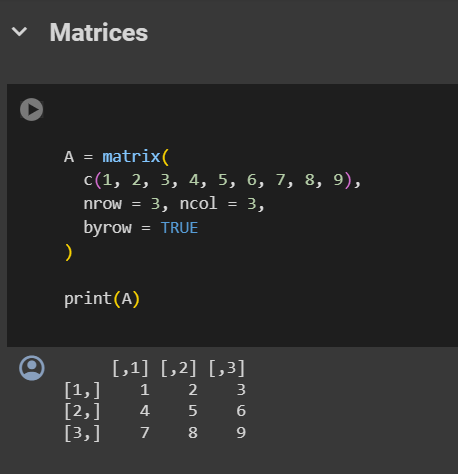 Matrices
A = matrix(
  c(1, 2, 3, 4, 5, 6, 7, 8, 9),
  nrow = 3, ncol = 3,
  byrow = TRUE
)
print(A)
     [,1] [,2] [,3]
[1,]    1    2    3
[2,]    4    5    6
[3,]    7    8    9